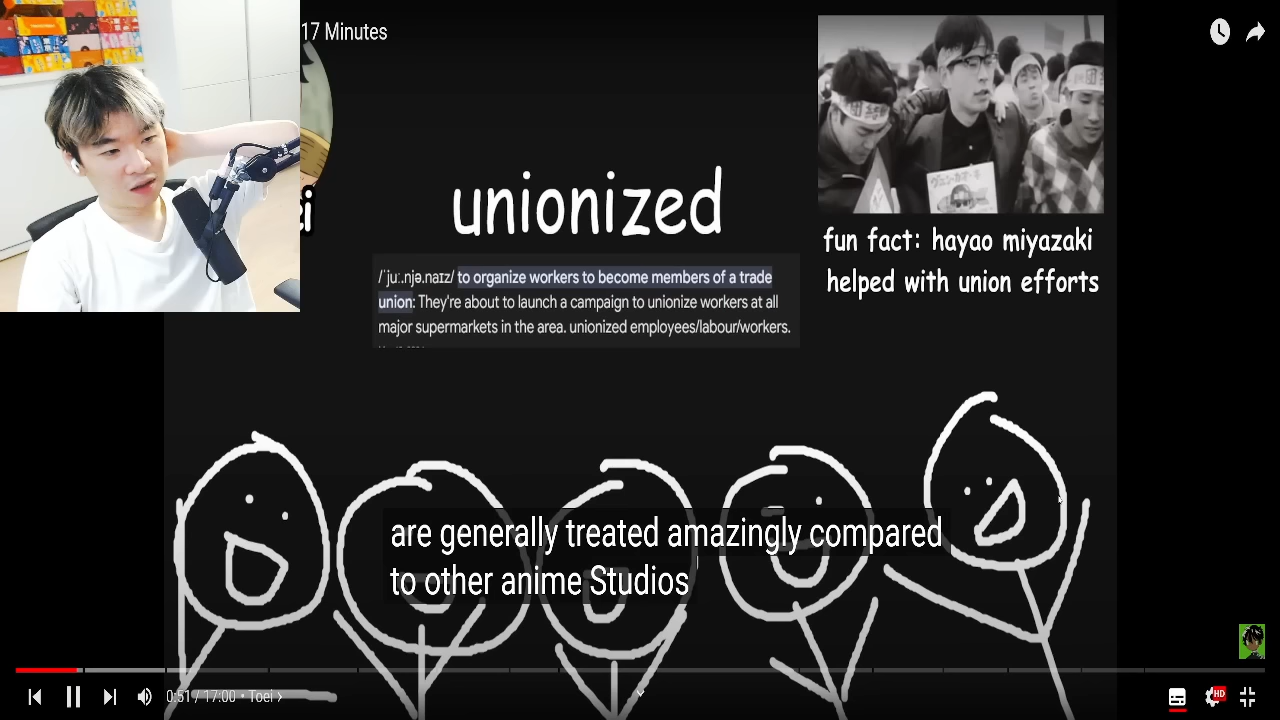 17 Minutes
unionized
/ˈjuː.njə.naɪz/ to organize workers to become members of a trade
union: They're about to launch a campaign to unionize workers at all
major supermarkets in the area. unionized employees/labour/workers.
fun fact: hayao miyazaki
helped with union efforts
are generally treated amazingly compared
to other anime Studios
0:51 / 17:00 • Toei >
HD